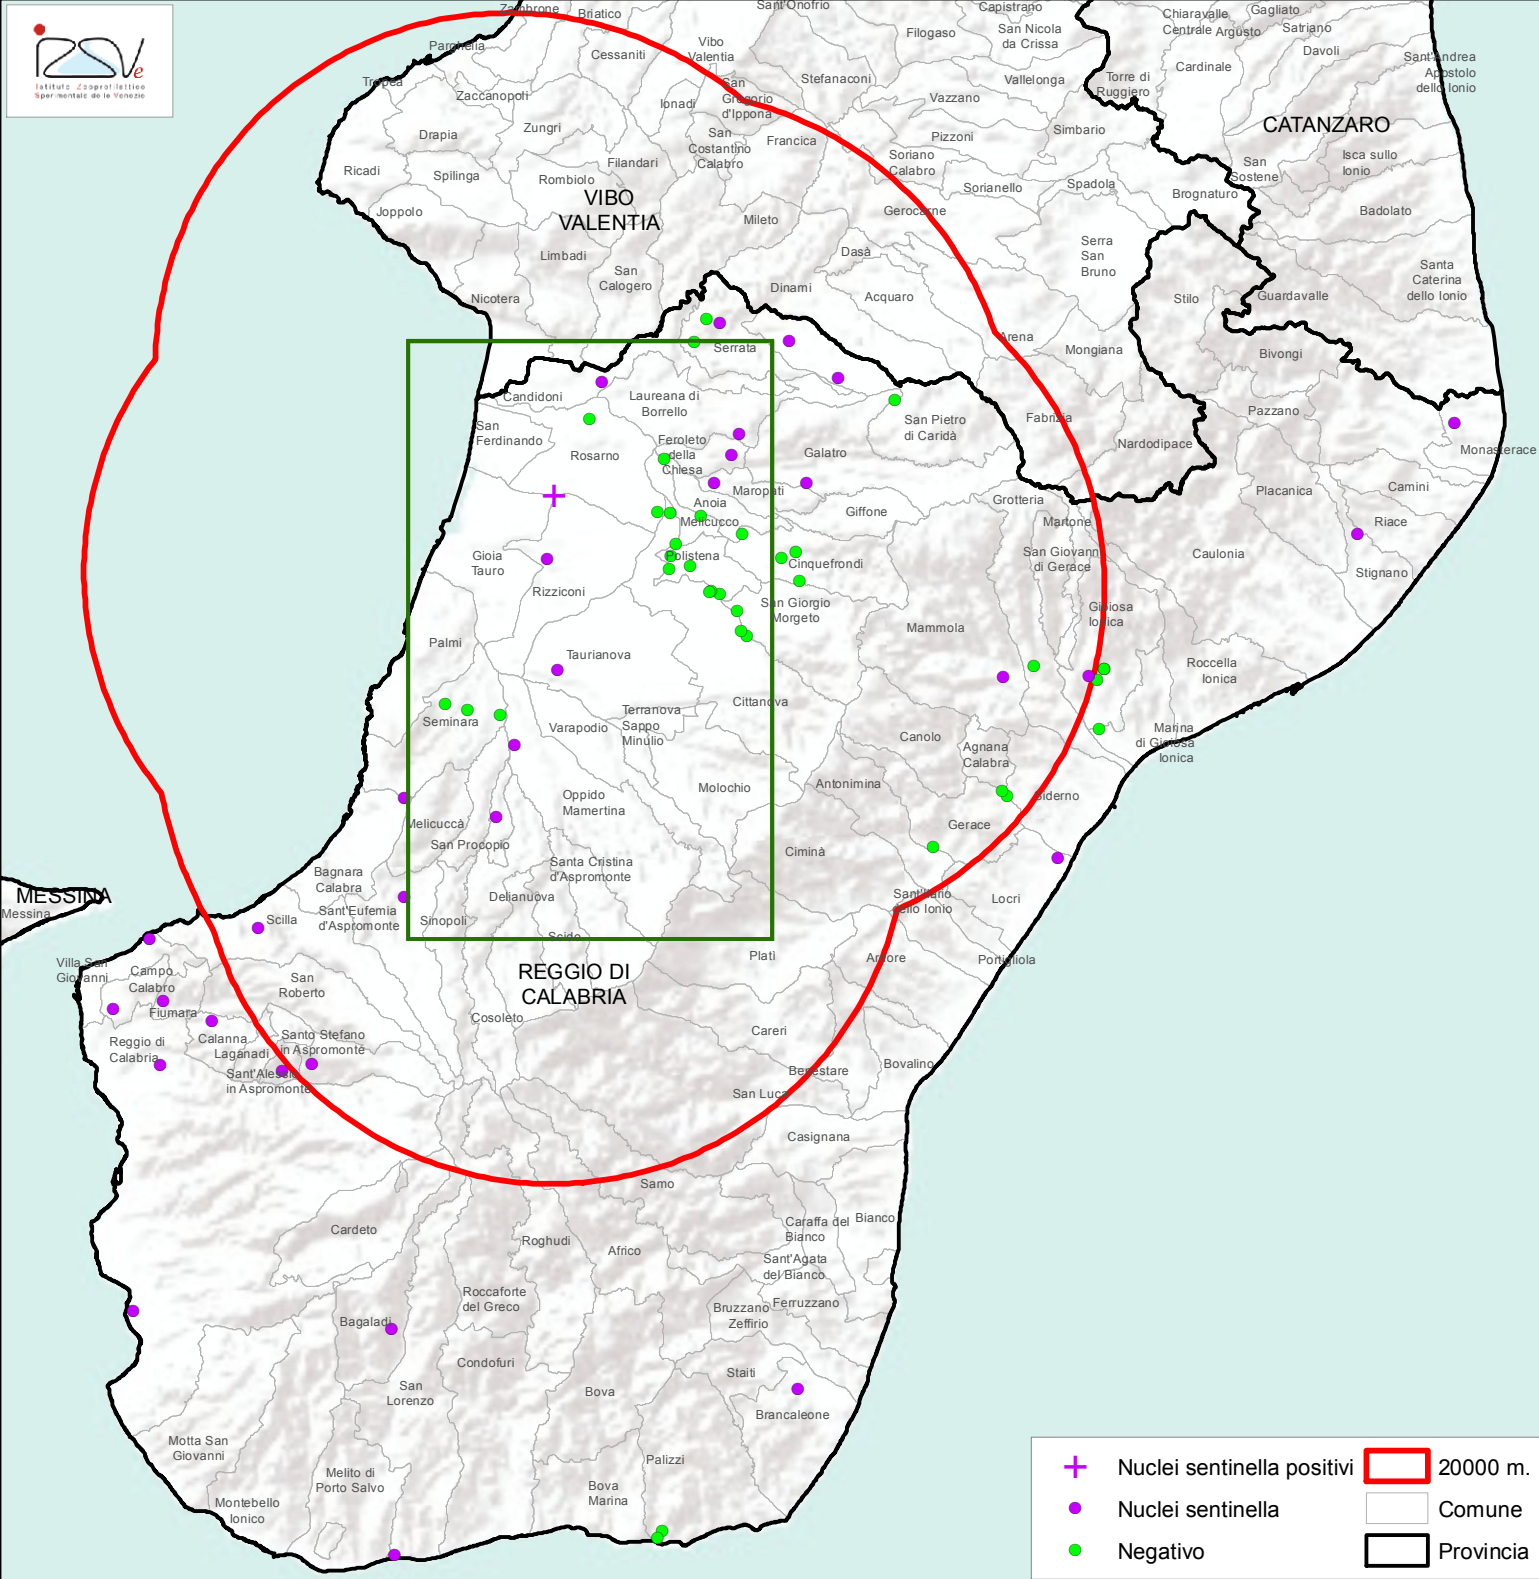 Istituto Zooprofilattico
Sperimentale delle Venezie
Zambrone
Briatico
Sant'Onofrio
Capistrano
Chiaravalle
Centrale
Gagliato
Argusto
Satriano
Davoli
Parghelia
Cessaniti
Vibo
Valentia
Filogaso
San Nicola
da Crissa
Cardinale
Sant'Andrea
Apostolo
dello Ionio
Tropea
Zaccanopoli
Ionadi
San
Gregorio
d'Ippona
Stefanaconi
Vallelonga
Torre di
Ruggiero
Vazzano
CATANZARO
Drapia
Zungri
San
Costantino
Calabro
Francica
Pizzoni
Simbario
Ricadi
Spilinga
Rombiolo
Filandari
Soriano
Calabro
San
Sostene
Isca sullo
Ionio
Joppolo
VIBO
VALENTIA
Mileto
Gerocarne
Sorianello
Spadola
Brognaturo
Badolato
Limbadi
San
Calogero
Dasà
Serra
San
Bruno
Santa
Caterina
dello Ionio
Nicotera
Dinami
Acquaro
Stilo
Guardavalle
Serrata
Arena
Mongiana
Bivongi
Candidoni
Laureana di
Borrello
San Pietro
di Caridà
Fabrizia
Pazzano
San
Ferdinando
Rosarno
Feroleto
della
Chiesa
Galatro
Nardodipace
Monasterace
Anoia
Maropati
Giffone
Grotteria
Placanica
Camini
Melicucco
Martone
Riace
Gioia
Tauro
Polistena
Cinquefrondi
San Giovanni
di Gerace
Caulonia
Stignano
Rizziconi
San Giorgio
Morgeto
Gioiosa
Ionica
Palmi
Taurianova
Mammola
Roccella
Ionica
Seminara
Varapodio
Terranova
Sappo
Minulio
Cittanova
Canolo
Agnana
Calabra
Marina
di Gioiosa
Ionica
Oppido
Mamertina
Molochio
Antonimina
Siderno
Melicuccà
San Procopio
Gerace
Bagnara
Calabra
Santa Cristina
d'Aspromonte
Ciminà
MESSINA
Messina
Scilla
Sant'Eufemia
d'Aspromonte
Sinopoli
Delianuova
Scido
Sant'Ilario
dello Ionio
Locri
Villa San
Giovanni
Campo
Calabro
San
Roberto
REGGIO DI
CALABRIA
Platì
Ardore
Portigliola
Fiumara
Cosoleto
Careri
Reggio di
Calabria
Calanna
Laganadi
Santo Stefano
in Aspromonte
Sant'Alessio
in Aspromonte
Benestare
Bovalino
San Luca
Casignana
Samo
Cardeto
Roghudi
Africo
Caraffa del
Bianco
Bianco
Sant'Agata
del Bianco
Roccaforte
del Greco
Bruzzano
Zeffirio
Ferruzzano
Bagaladi
Condofuri
Staiti
San
Lorenzo
Bova
Brancaleone
Motta San
Giovanni
Melito di
Porto Salvo
Palizzi
Montebello
Ionico
Bova
Marina
Nuclei sentinella positivi
20000 m.
Nuclei sentinella
Comune
Negativo
Provincia